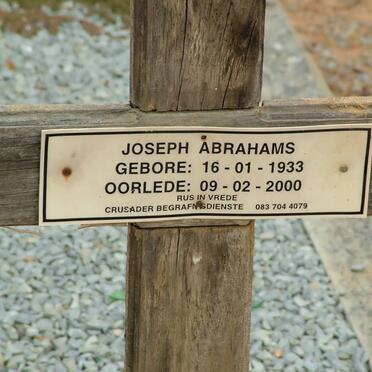 JOSEPH ABRAHAMS
GEBORE: 16 - 01 - 1933
OORLEDE: 09 - 02 - 2000
RUS IN VREDE
CRUSADER BEGRAFNISDIENSTE 083 704 4079